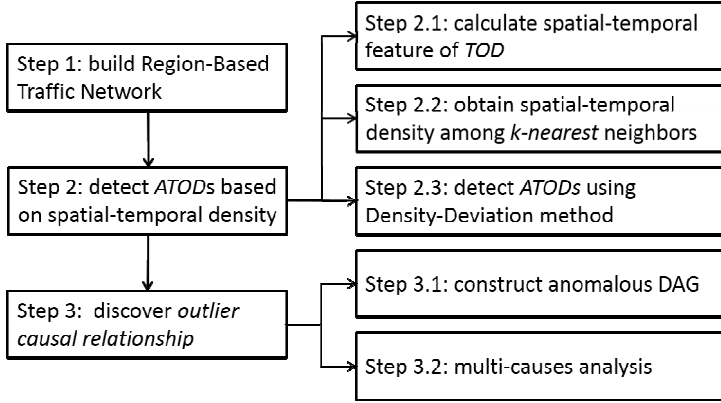 Step 1: build Region-Based
Traffic Network
Step 2: detect ATODs based
on spatial-temporal density
Step 3: discover outlier
causal relationship
Step 2.1: calculate spatial-temporal
feature of TOD
Step 2.2: obtain spatial-temporal
density among k-nearest neighbors
Step 2.3: detect ATODs using
Density-Deviation method
Step 3.1: construct anomalous DAG
Step 3.2: multi-causes analysis